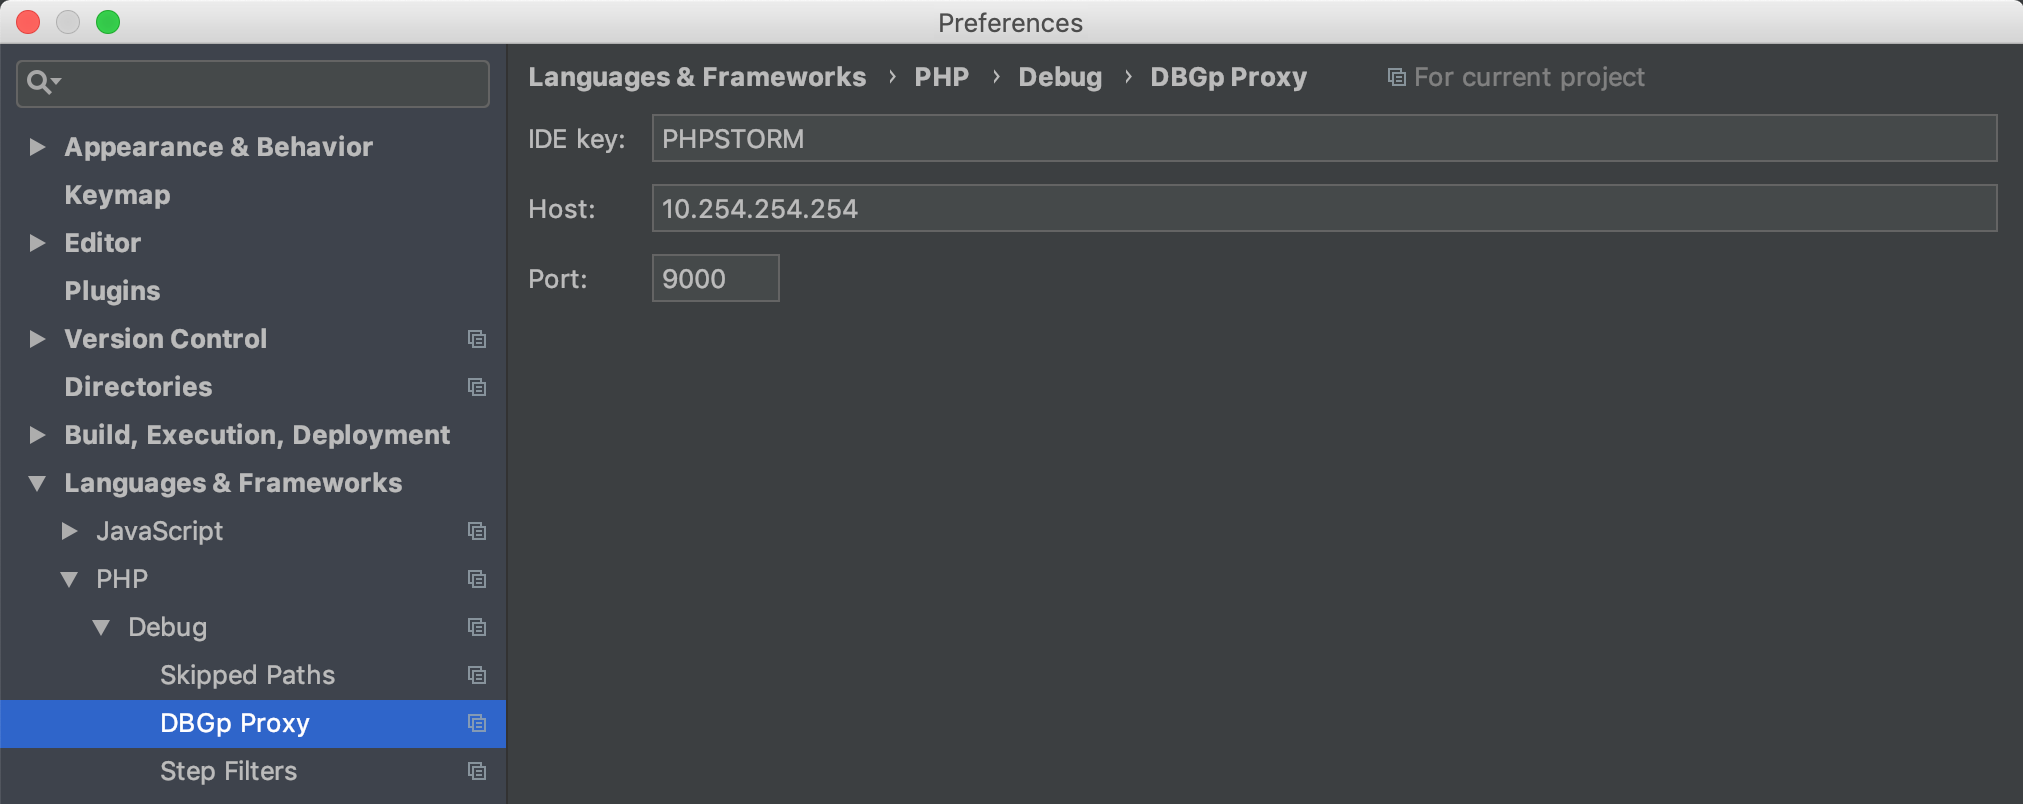 Preferences
Appearance & Behavior
Keymap
Editor
Plugins
Version Control
Directories
Build, Execution, Deployment
Languages & Frameworks
JavaScript
PHP
Debug
Skipped Paths
DBGp Proxy
Step Filters
Languages & Frameworks › PHP › Debug › DBGp Proxy For current project
IDE key: PHPSTORM
Host: 10.254.254.254
Port: 9000